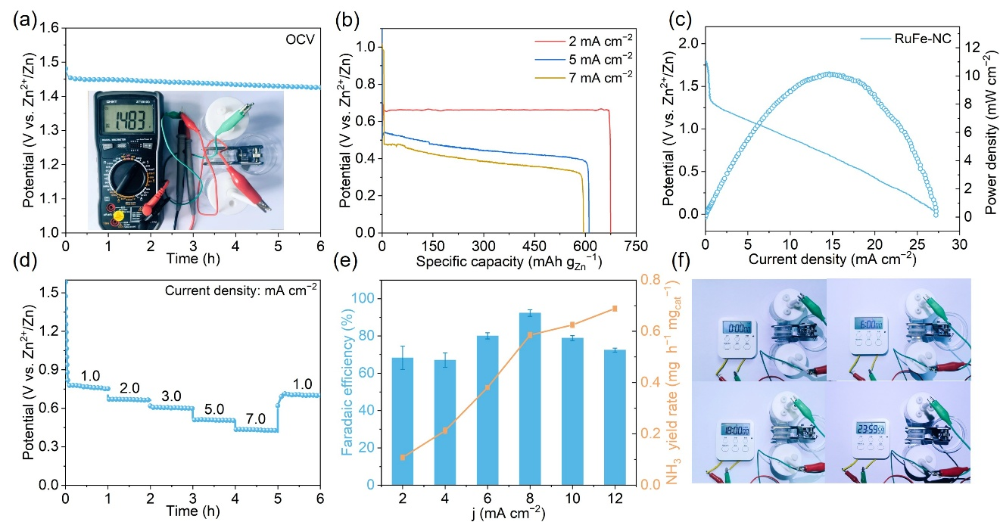 (a)
OCV
1.6
1.5
1.4
1.3
1.2
1.1
1.0
Potential (V vs. Zn²⁺/Zn)
1.483
0 1 2 3 4 5 6
Time (h)
(b)
2 mA cm⁻²
5 mA cm⁻²
7 mA cm⁻²
1.0
0.8
0.6
0.4
0.2
0.0
Potential (V vs. Zn²⁺/Zn)
0 150 300 450 600 750
Specific capacity (mAh gZn⁻¹)
(c)
RuFe-NC
2.0
1.5
1.0
0.5
0.0
Potential (V vs. Zn²⁺/Zn)
12
10
8
6
4
2
0
Power density (mW cm⁻²)
0 5 10 15 20 25 30
Current density (mA cm⁻²)
(d)
Current density: mA cm⁻²
1.5
1.2
0.9
0.6
0.3
0.0
Potential (V vs. Zn²⁺/Zn)
1.0
2.0
3.0
5.0
7.0
1.0
0 1 2 3 4 5 6
Time (h)
(e)
100
80
60
40
20
0
Faradaic efficiency (%)
0.8
0.6
0.4
0.2
0.0
NH₃ yield rate (mg h⁻¹ mgcat⁻¹)
2 4 6 8 10 12
j (mA cm⁻²)
(f)
0:00 00
6:00 00
18:00 00
23:59 59